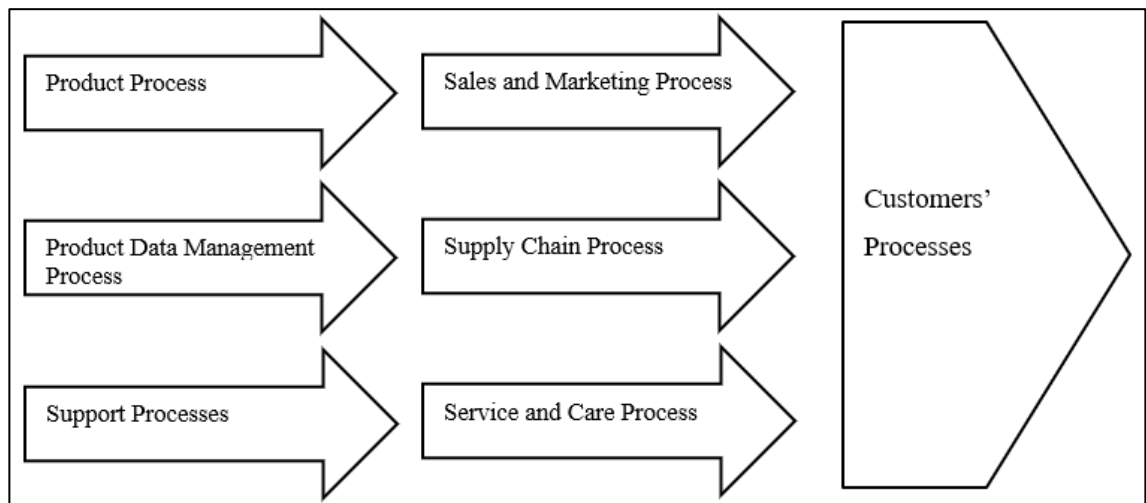 Product Process
Sales and Marketing Process
Product Data Management
Process
Supply Chain Process
Support Processes
Service and Care Process
Customers’
Processes